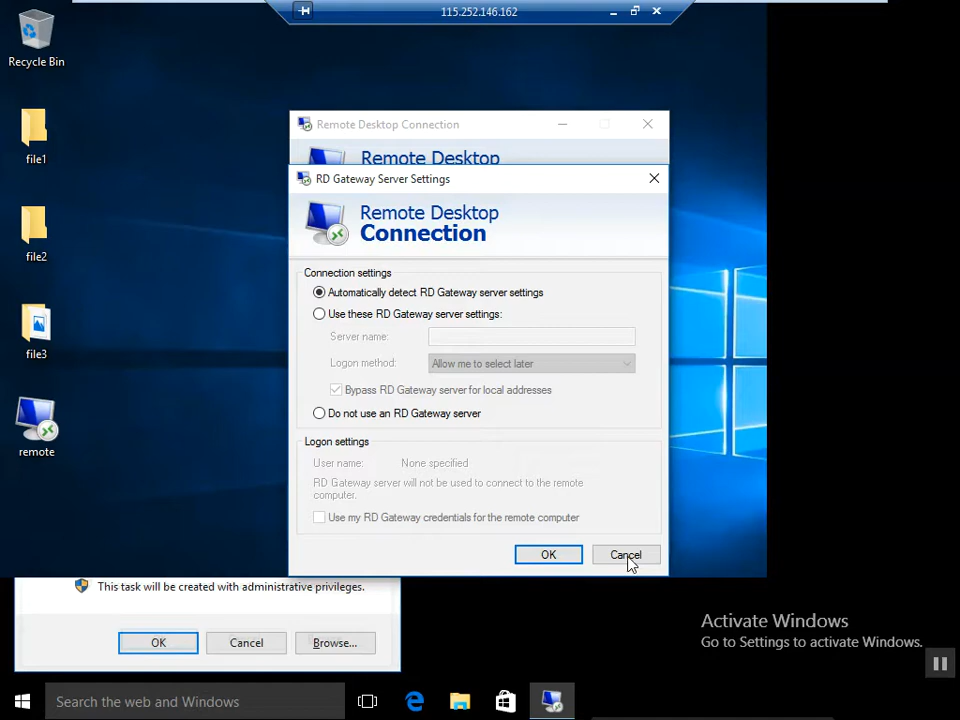 115.252.146.162
Recycle Bin
file1
file2
file3
remote
Remote Desktop Connection
Remote Desktop
RD Gateway Server Settings
Remote Desktop
Connection
Connection settings
Automatically detect RD Gateway server settings
Use these RD Gateway server settings:
Server name:
Logon method: Allow me to select later
Bypass RD Gateway server for local addresses
Do not use an RD Gateway server
Logon settings
User name: None specified
RD Gateway server will not be used to connect to the remote
computer.
Use my RD Gateway credentials for the remote computer
OK Cancel
This task will be created with administrative privileges.
OK Cancel Browse...
Activate Windows
Go to Settings to activate Windows.
Search the web and Windows